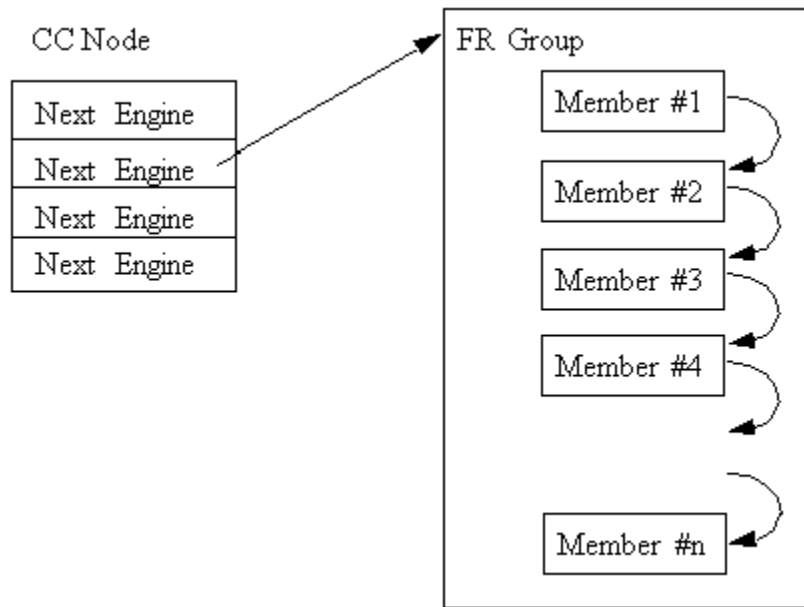 CC Node
Next Engine
Next Engine
Next Engine
Next Engine
FR Group
Member #1
Member #2
Member #3
Member #4
Member #n